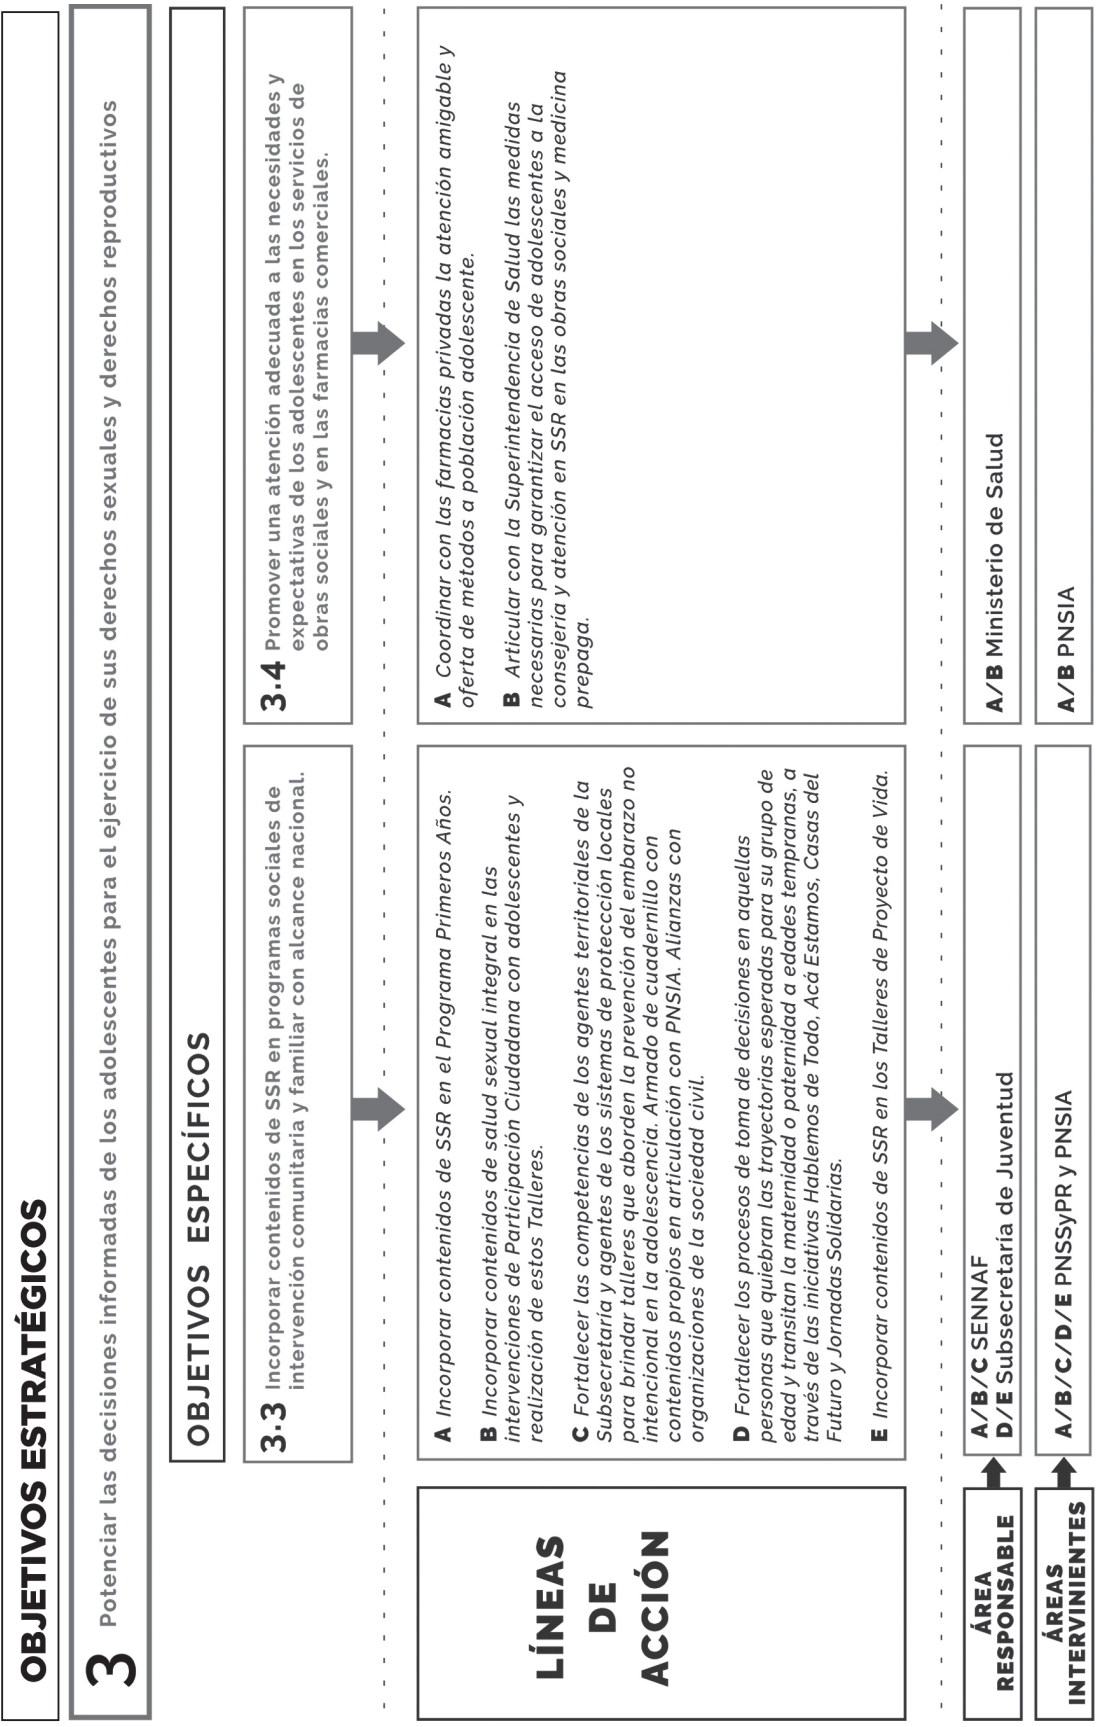 OBJETIVOS ESTRATÉGICOS
3 Potenciar las decisiones informadas de los adolescentes para el ejercicio de sus derechos sexuales y derechos reproductivos
OBJETIVOS ESPECÍFICOS
3.3 Incorporar contenidos de SSR en programas sociales de
intervención comunitaria y familiar con alcance nacional.
3.4 Promover una atención adecuada a las necesidades y
expectativas de los adolescentes en los servicios de
obras sociales y en las farmacias comerciales.
LÍNEAS
DE
ACCIÓN
A Incorporar contenidos de SSR en el Programa Primeros Años.
B Incorporar contenidos de salud sexual integral en las
intervenciones de Participación Ciudadana con adolescentes y
realización de estos Talleres.
C Fortalecer las competencias de los agentes territoriales de la
Subsecretaría y agentes de los sistemas de proteccción locales
para brindar talleres que aborden la prevención del embarazo no
intencional en la adolescencia. Armado de cuadernillo con
contenidos propios en articulación con PNSIA. Alianzas con
organizaciones de la sociedad civil.
D Fortalecer los procesos de toma de decisiones en aquellas
personas que quiebran las trayectorias esperadas para su grupo de
edad y transitan la maternidad o paternidad a edades tempranas, a
través de las iniciativas Hablemos de Todo, Acá Estamos, Casas del
Futuro y Jornadas Solidarias.
E Incorporar contenidos de SSR en los Talleres de Proyecto de Vida.
A Coordinar con las farmacias privadas la atención amigable y
oferta de métodos a población adolescente.
B Articular con la Superintendencia de Salud las medidas
necesarias para garantizar el acceso de adolescentes a la
consejería y atención en SSR en las obras sociales y medicina
prepaga.
ÁREA
RESPONSABLE
A/B/C SENNAF
D/E Subsecretaría de Juventud
A/B Ministerio de Salud
ÁREAS
INTERVINIENTES
A/B/C/D/E PNSSyPR y PNSIA
A/B PNSIA